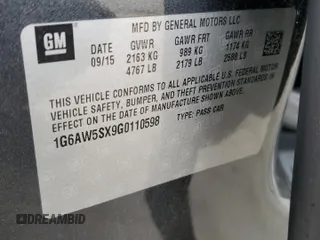 GM
MFD BY GENERAL MOTORS LLC
DATE GVWR GAWR FRT GAWR RR
09/15 2163 KG 989 KG 1174 KG
4767 LB 2179 LB 2588 LB
THIS VEHICLE CONFORMS TO ALL APPLICABLE U.S. FEDERAL MOTOR
VEHICLE SAFETY, BUMPER, AND THEFT PREVENTION STANDARDS IN
EFFECT ON THE DATE OF MANUFACTURE SHOWN ABOVE.
1G6AW5SX9G0110598 TYPE: PASS CAR
DREAMBID